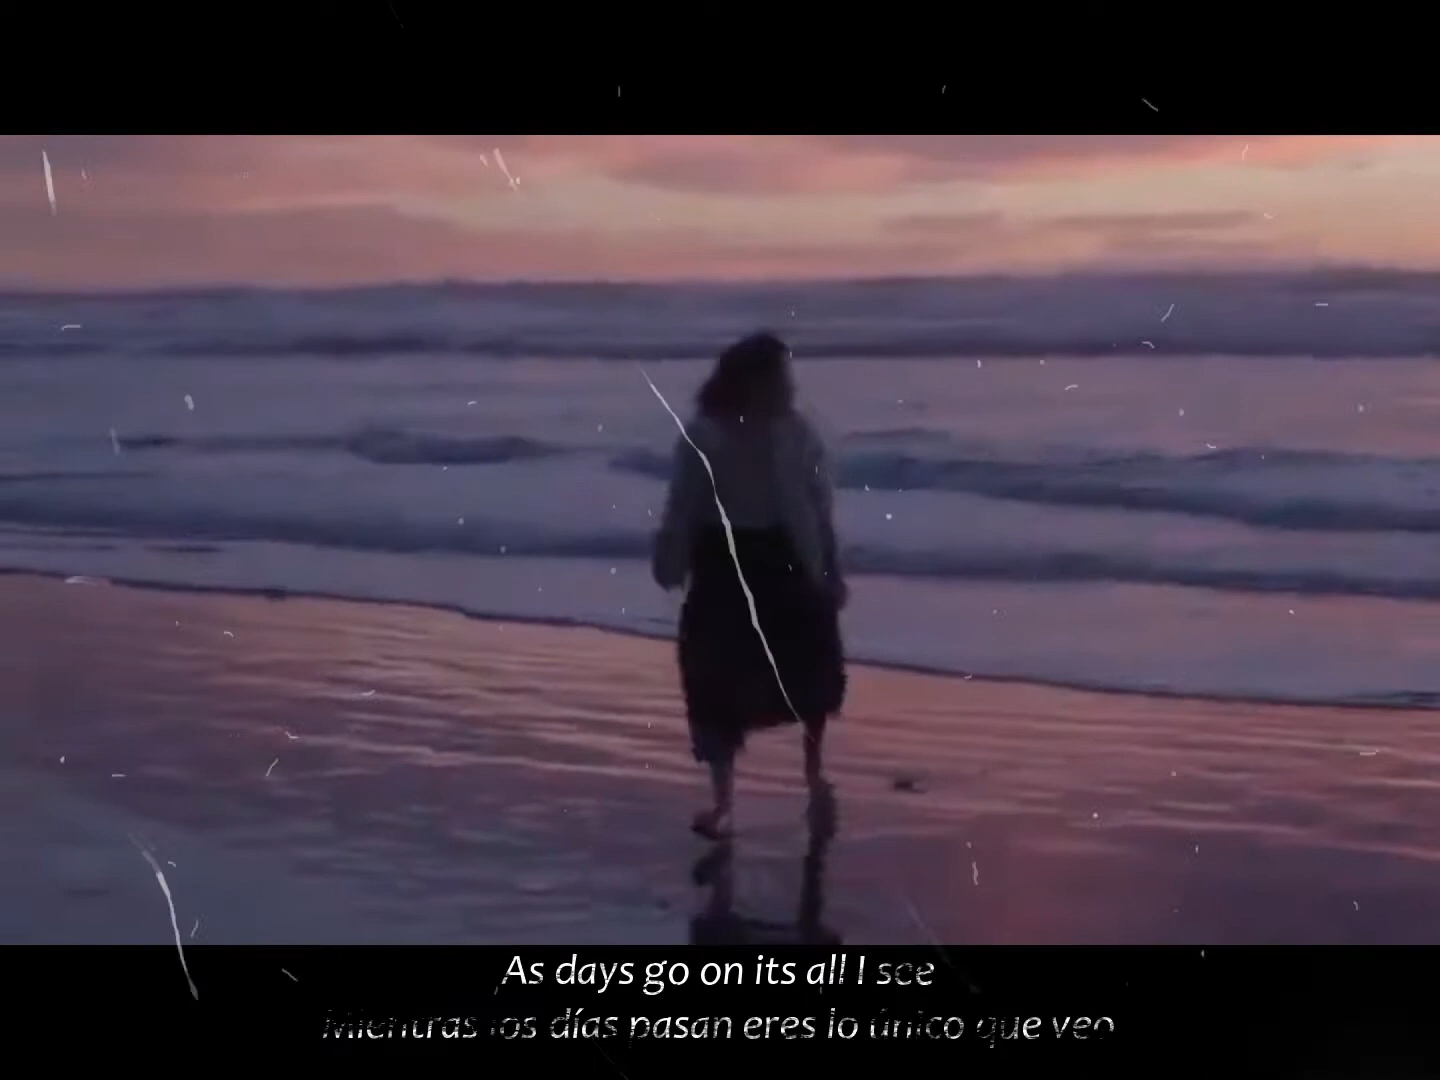 As days go on its all I see
Mientras los días pasan eres lo único que veo